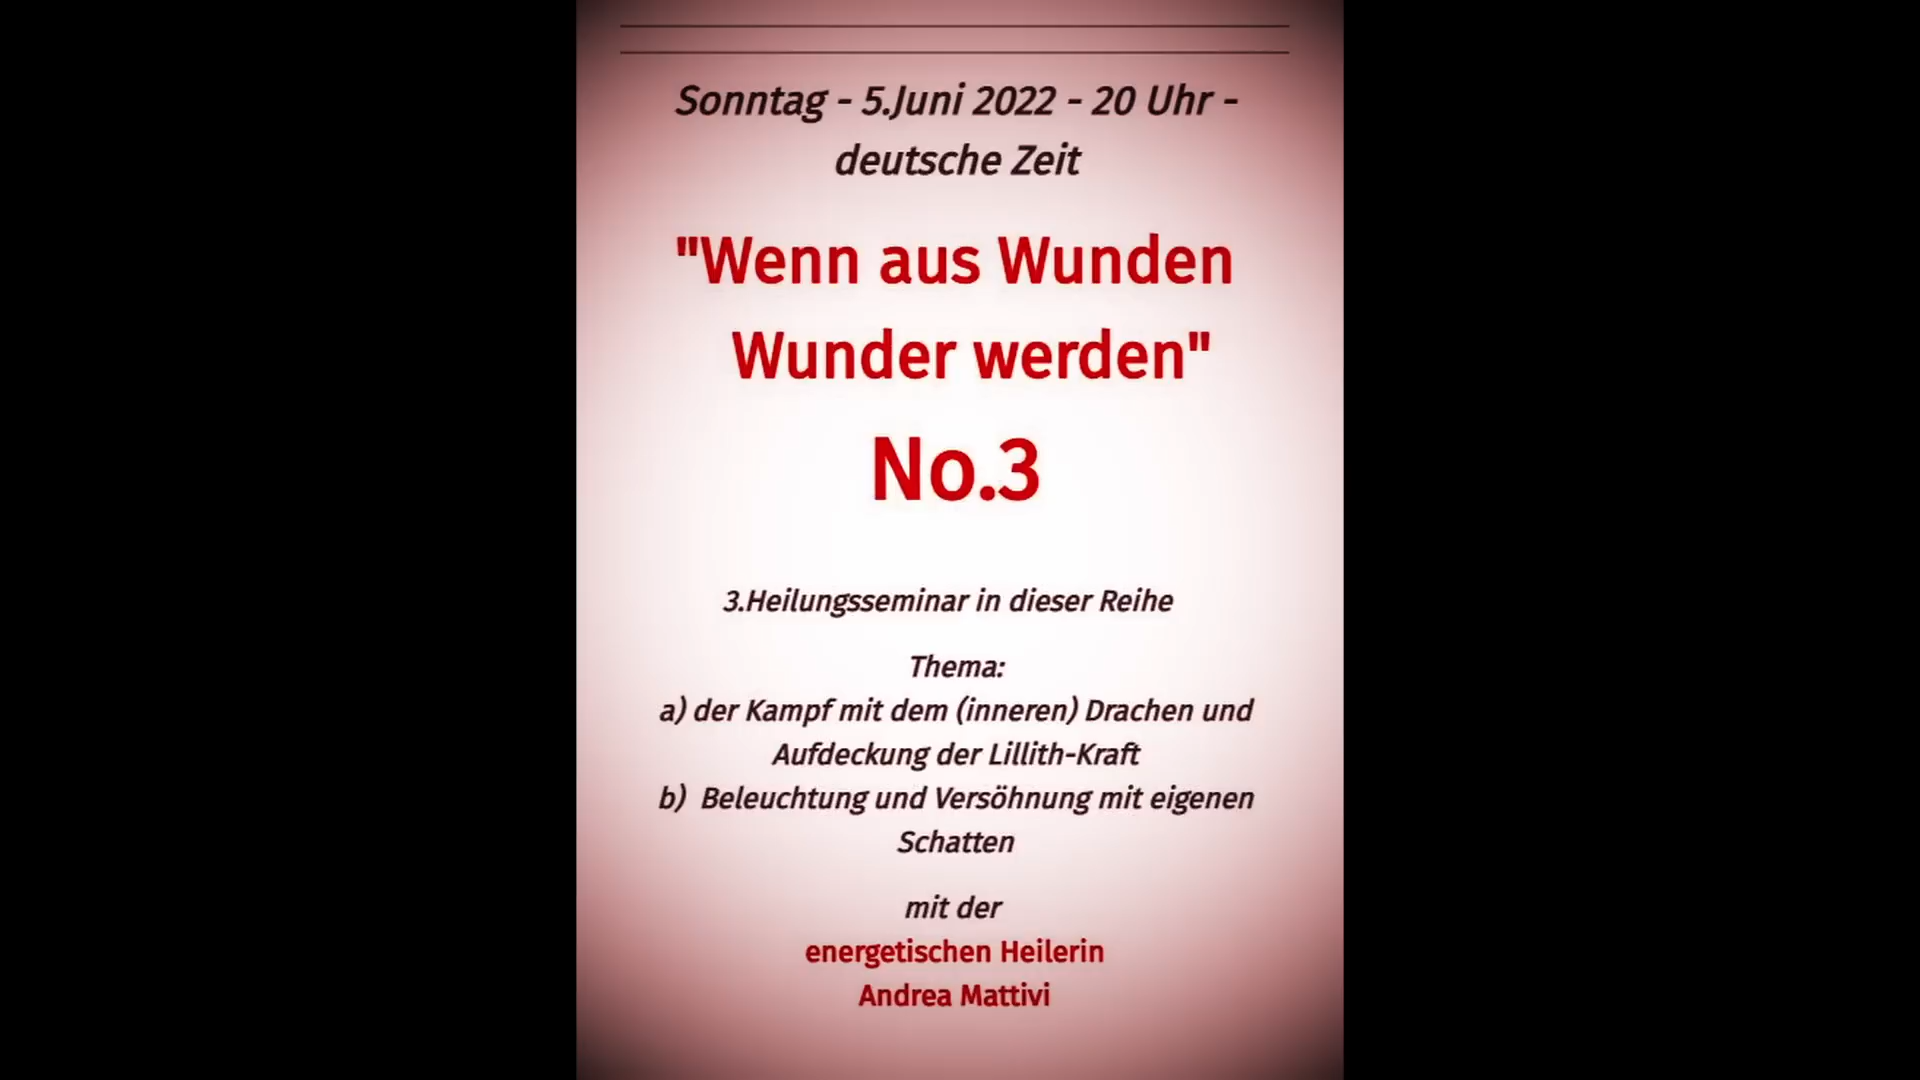 Sonntag - 5.Juni 2022 - 20 Uhr -
deutsche Zeit
"Wenn aus Wunden
Wunder werden"
No.3
3.Heilungsseminar in dieser Reihe
Thema:
a) der Kampf mit dem (inneren) Drachen und
Aufdeckung der Lillith-Kraft
b) Beleuchtung und Versöhnung mit eigenen
Schatten
mit der
energetischen Heilerin
Andrea Mattivi